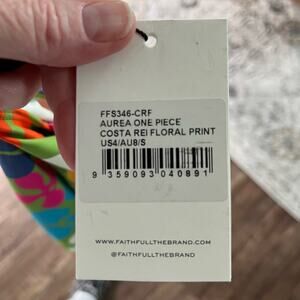 FFS346-CRF
AUREA ONE PIECE
COSTA REI FLORAL PRINT
US4/AU8/S
9 359093 040891
WWW.FAITHFULLTHEBRAND.COM
@FAITHFULLTHEBRAND